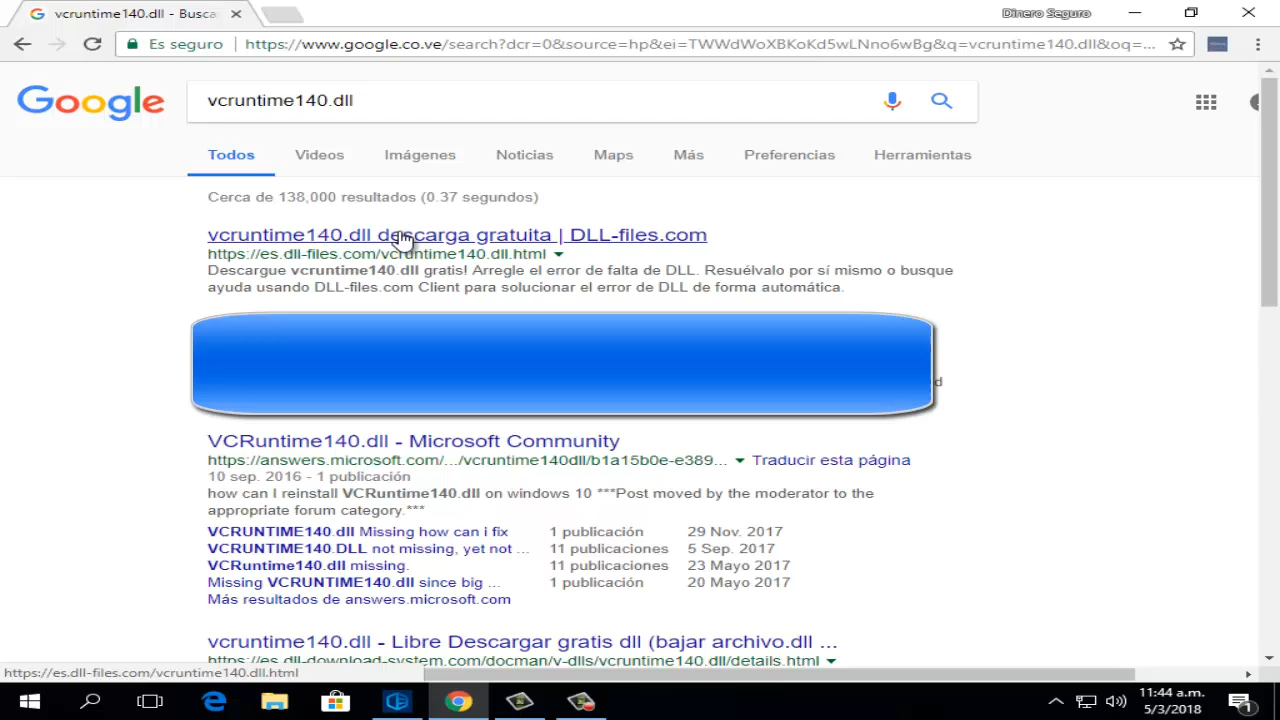 vcruntime140.dll - Busca
Dinero Seguro
Es seguro
https://www.google.co.ve/search?dcr=0&source=hp&ei=TWWdWoXBKoKd5wLNno6wBg&q=vcruntime140.dll&oq=...
Google
vcruntime140.dll
Todos Videos Imágenes Noticias Maps Más Preferencias Herramientas
Cerca de 138,000 resultados (0.37 segundos)
vcruntime140.dll descarga gratuita | DLL-files.com
https://es.dll-files.com/vcruntime140.dll.html
Descargue vcruntime140.dll gratis! Arregle el error de falta de DLL. Resuélvalo por sí mismo o busque
ayuda usando DLL-files.com Client para solucionar el error de DLL de forma automática.
d
VCRuntime140.dll - Microsoft Community
https://answers.microsoft.com/.../vcruntime140dll/b1a15b0e-e389... Traducir esta página
10 sep. 2016 - 1 publicación
how can I reinstall VCRuntime140.dll on windows 10 ***Post moved by the moderator to the
appropriate forum category.***
VCRUNTIME140.dll Missing how can i fix 1 publicación 29 Nov. 2017
VCRUNTIME140.DLL not missing, yet not ... 11 publicaciones 5 Sep. 2017
VCRuntime140.dll missing. 11 publicaciones 23 Mayo 2017
Missing VCRUNTIME140.dll since big ... 1 publicación 20 Mayo 2017
Más resultados de answers.microsoft.com
vcruntime140.dll - Libre Descargar gratis dll (bajar archivo.dll ...
https://es.dll-download-system.com/docman/v-dlls/vcruntime140.dll/details.html
https://es.dll-files.com/vcruntime140.dll.html
11:44 a.m.
5/3/2018
1